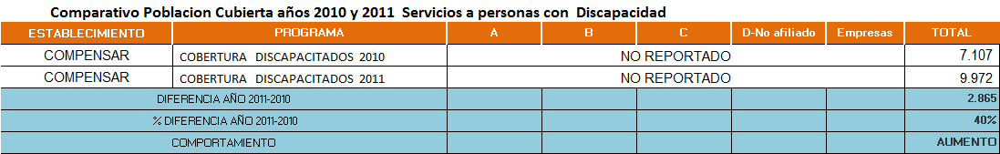 Comparativo Poblacion Cubierta años 2010 y 2011 Servicios a personas con Discapacidad
ESTABLECIMIENTO PROGRAMA A B C D-No afiliado Empresas TOTAL
COMPENSAR COBERTURA DISCAPACITADOS 2010 NO REPORTADO 7.107
COMPENSAR COBERTURA DISCAPACITADOS 2011 NO REPORTADO 9.972
DIFERENCIA AÑO 2011-2010 2.865
% DIFERENCIA AÑO 2011-2010 40%
COMPORTAMIENTO AUMENTO